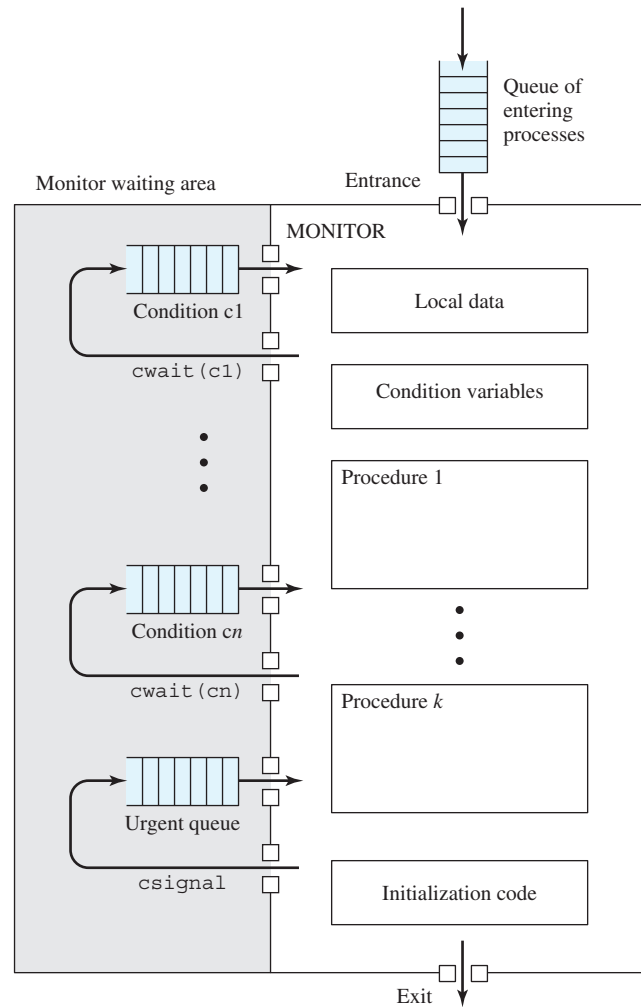 Queue of
entering
processes
Entrance
Monitor waiting area
MONITOR
Condition c1
cwait(c1)
Local data
Condition variables
Procedure 1
Condition cn
cwait(cn)
Procedure k
Urgent queue
csignal
Initialization code
Exit